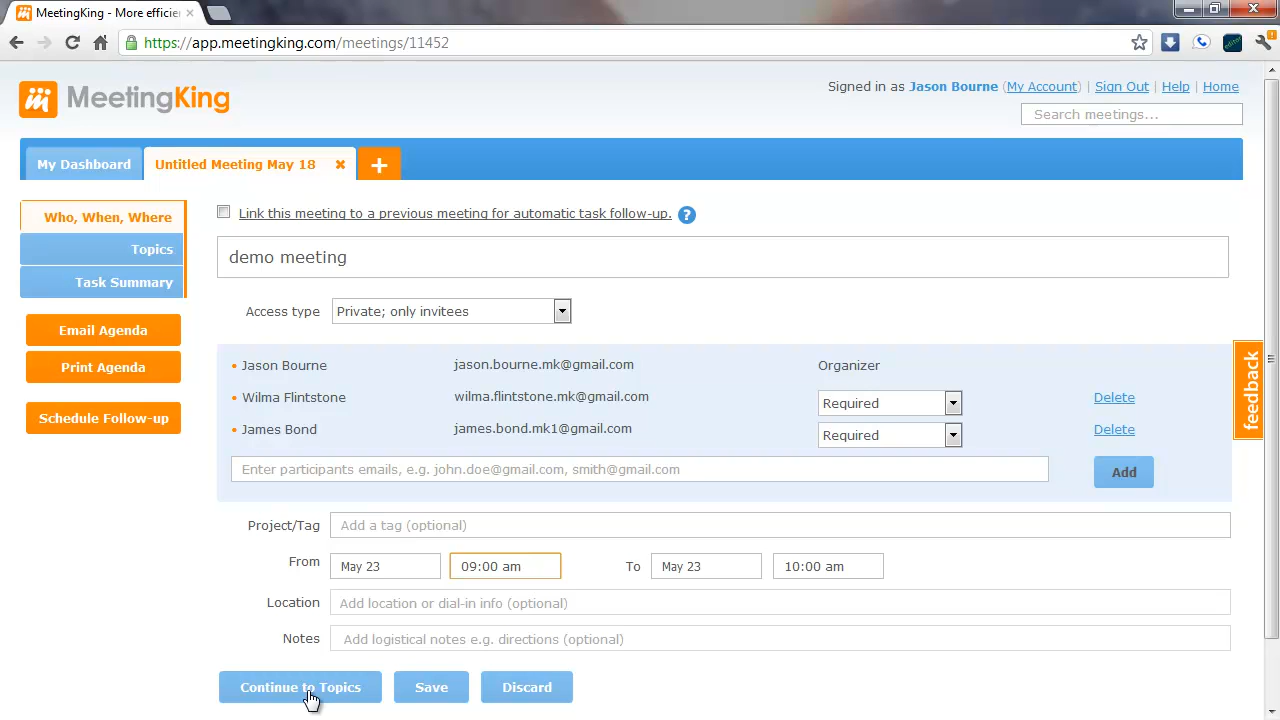 MeetingKing - More efficien
https://app.meetingking.com/meetings/11452
MeetingKing
Signed in as Jason Bourne (My Account) | Sign Out | Help | Home
Search meetings...
My Dashboard
Untitled Meeting May 18
+
Who, When, Where
Topics
Task Summary
Email Agenda
Print Agenda
Schedule Follow-up
Link this meeting to a previous meeting for automatic task follow-up. ?
demo meeting
Access type Private; only invitees
Jason Bourne jason.bourne.mk@gmail.com Organizer
Wilma Flintstone wilma.flintstone.mk@gmail.com Required Delete
James Bond james.bond.mk1@gmail.com Required Delete
Enter participants emails, e.g. john.doe@gmail.com, smith@gmail.com Add
Project/Tag Add a tag (optional)
From May 23 09:00 am To May 23 10:00 am
Location Add location or dial-in info (optional)
Notes Add logistical notes e.g. directions (optional)
Continue to Topics Save Discard
feedback